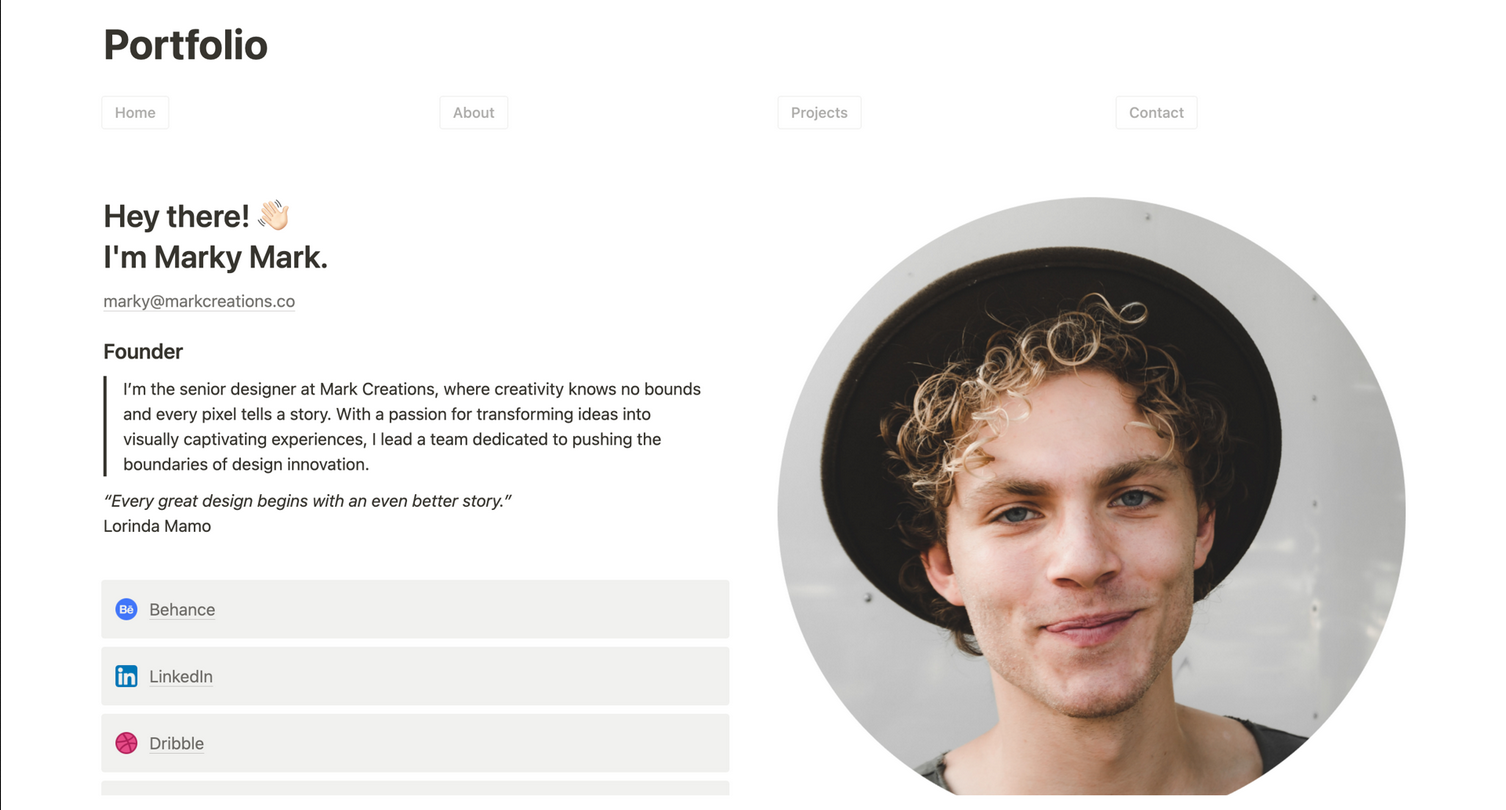 Portfolio
Home
About
Projects
Contact
Hey there! 👋🏻
I'm Marky Mark.
marky@markcreations.co
Founder
I’m the senior designer at Mark Creations, where creativity knows no bounds
and every pixel tells a story. With a passion for transforming ideas into
visually captivating experiences, I lead a team dedicated to pushing the
boundaries of design innovation.
“Every great design begins with an even better story.”
Lorinda Mamo
Bē Behance
in LinkedIn
Dribble